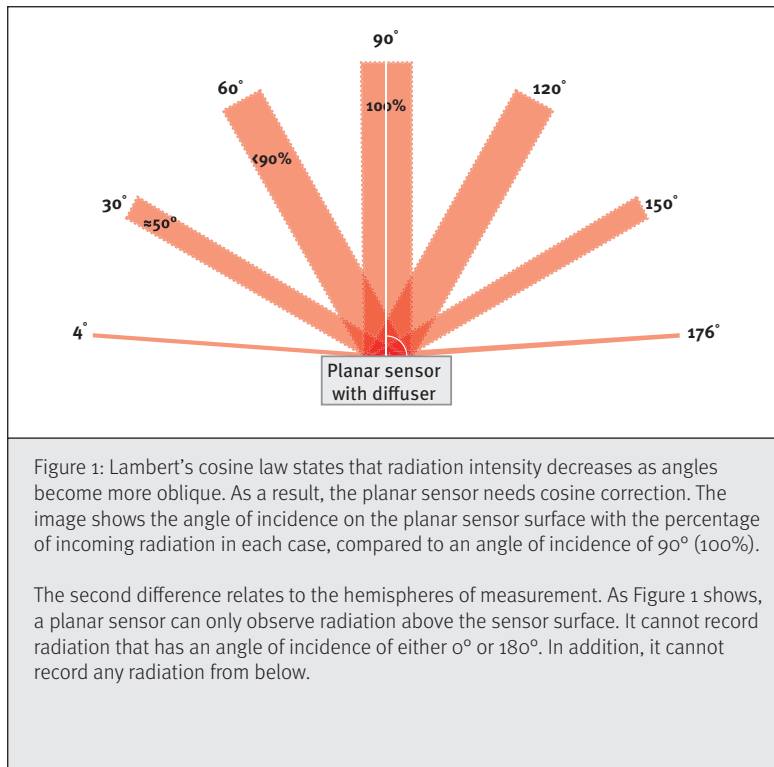 90°
60°
120°
100%
<90%
30°
150°
≈50°
4°
176°
Planar sensor
with diffuser
Figure 1: Lambert’s cosine law states that radiation intensity decreases as angles
become more oblique. As a result, the planar sensor needs cosine correction. The
image shows the angle of incidence on the planar sensor surface with the percentage
of incoming radiation in each case, compared to an angle of incidence of 90° (100%).
The second difference relates to the hemispheres of measurement. As Figure 1 shows,
a planar sensor can only observe radiation above the sensor surface. It cannot record
radiation that has an angle of incidence of either 0° or 180°. In addition, it cannot
record any radiation from below.